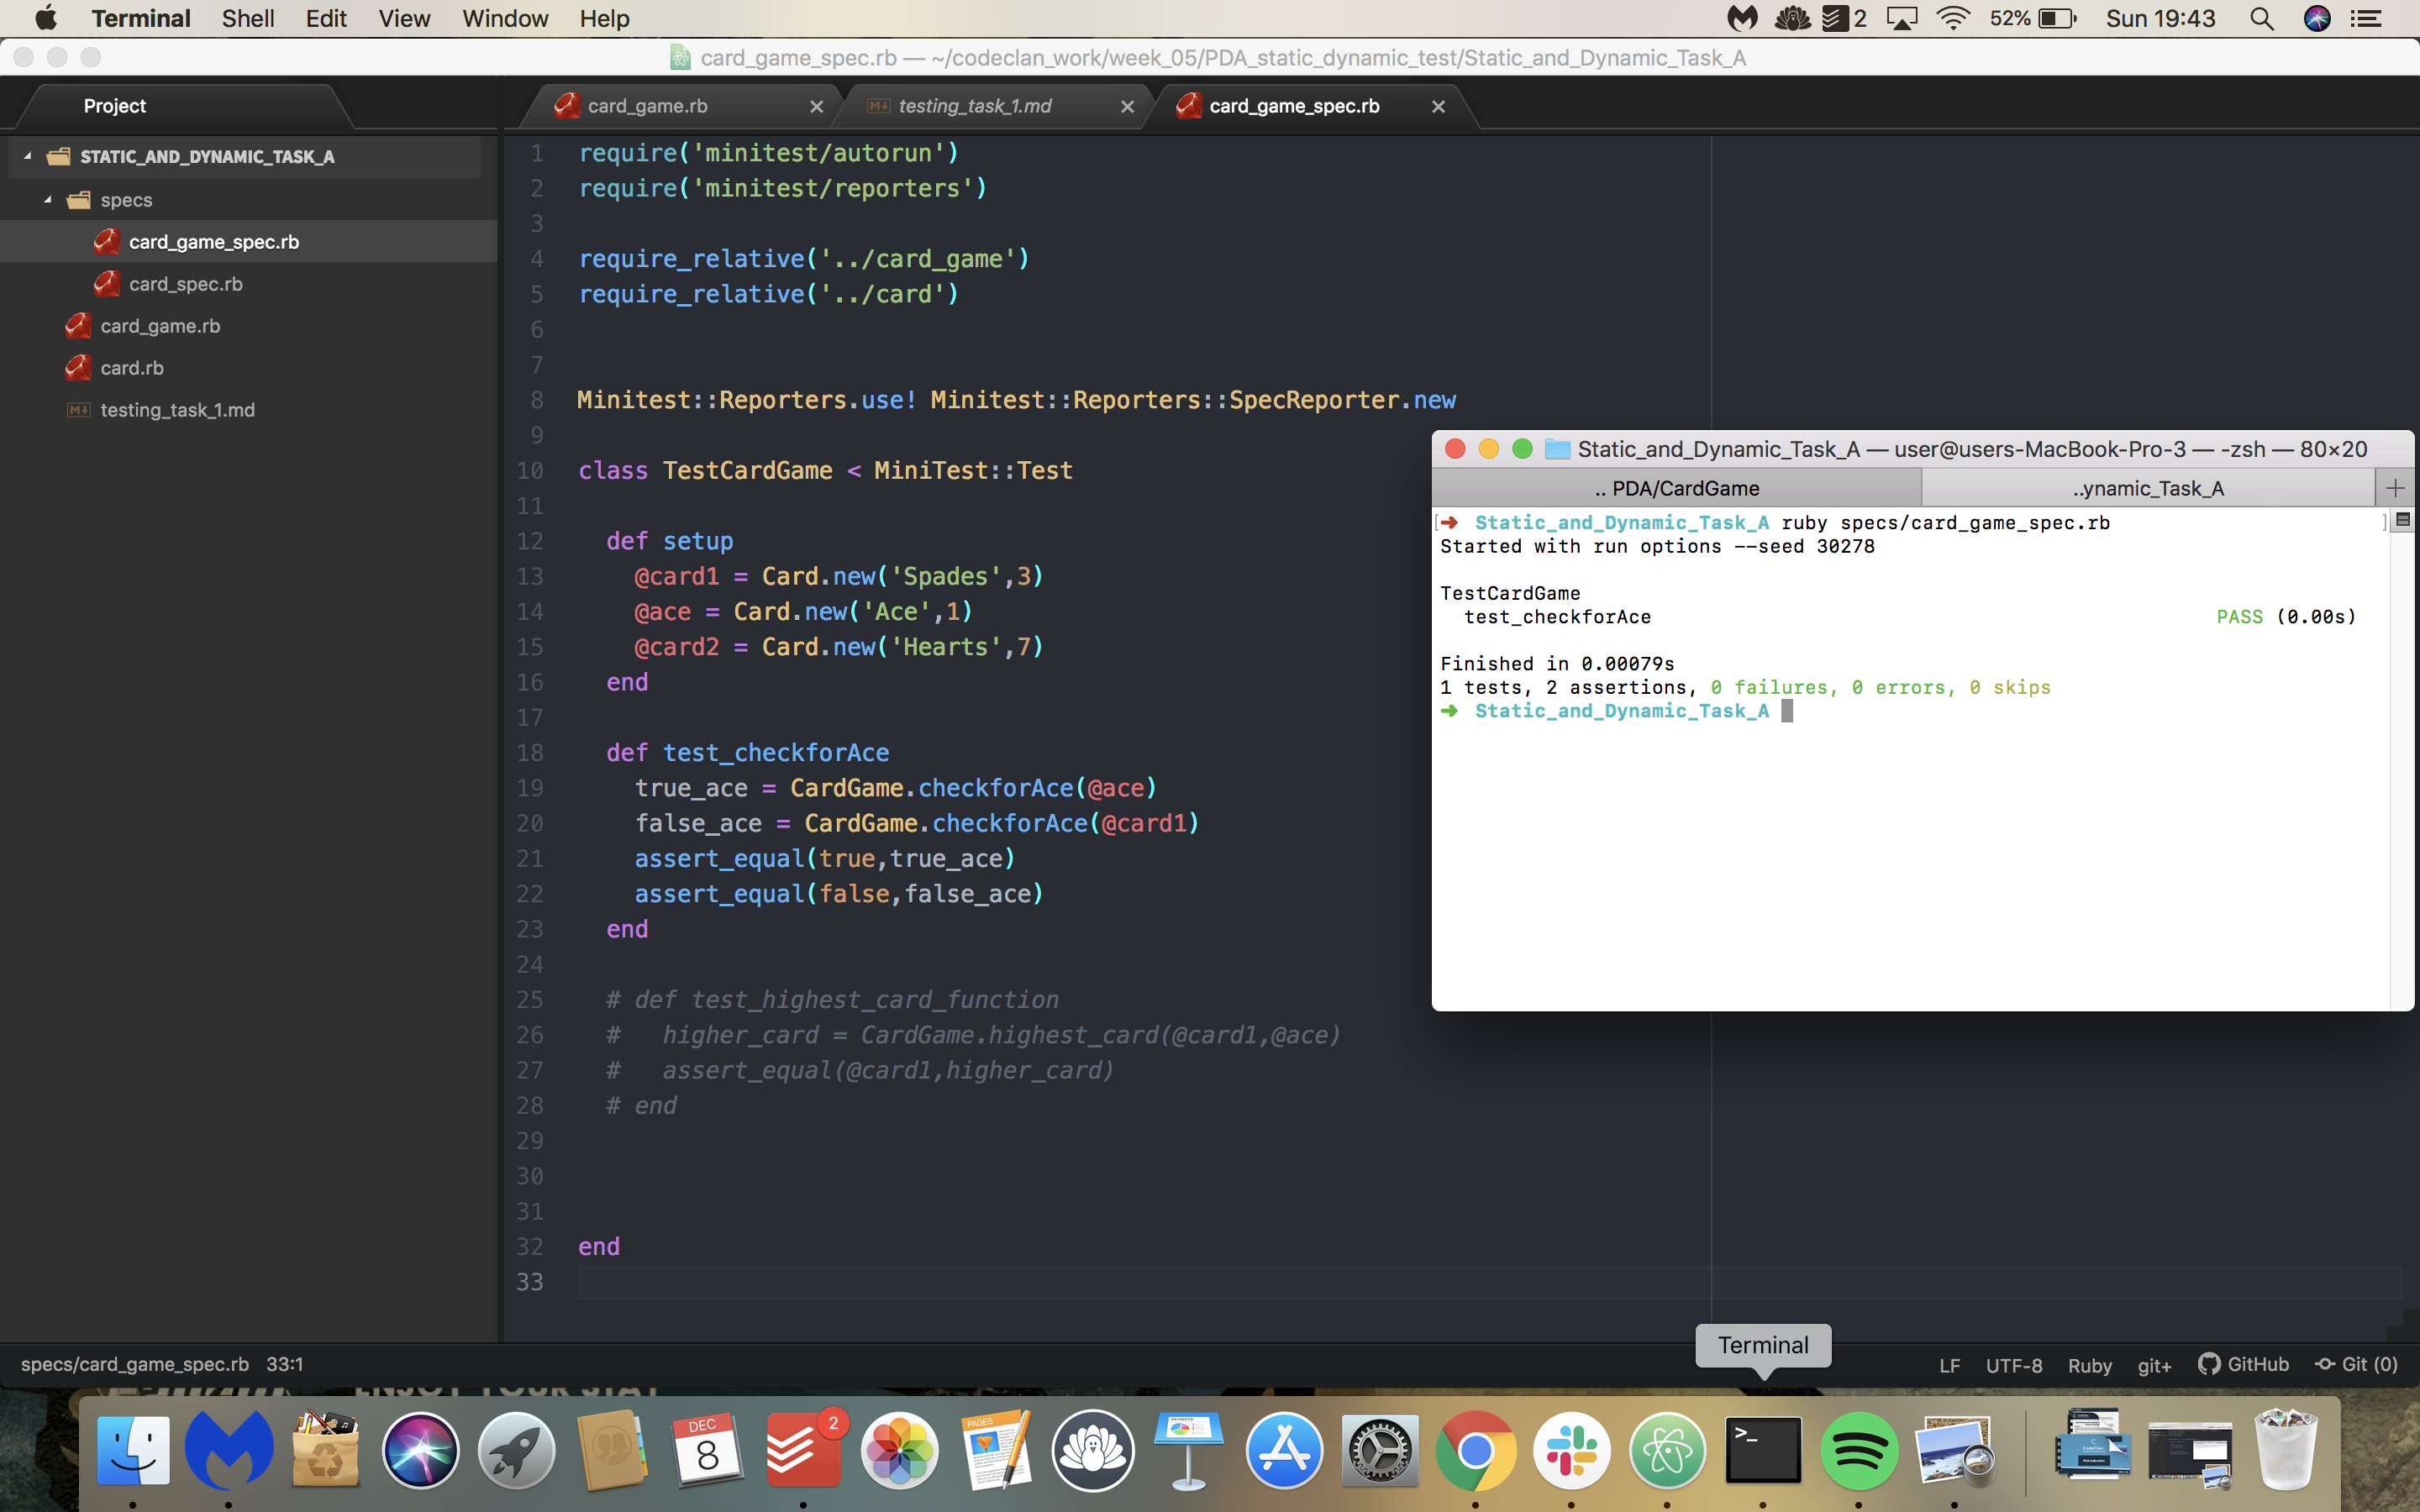 Terminal Shell Edit View Window Help 2 52% Sun 19:43
card_game_spec.rb — ~/codeclan_work/week_05/PDA_static_dynamic_test/Static_and_Dynamic_Task_A
Project
card_game.rb
testing_task_1.md
card_game_spec.rb
STATIC_AND_DYNAMIC_TASK_A
specs
card_game_spec.rb
card_spec.rb
card_game.rb
card.rb
testing_task_1.md
1 require('minitest/autorun')
2 require('minitest/reporters')
3
4 require_relative('../card_game')
5 require_relative('../card')
6
7
8 Minitest::Reporters.use! Minitest::Reporters::SpecReporter.new
9
10 class TestCardGame < MiniTest::Test
11
12 def setup
13 @card1 = Card.new('Spades',3)
14 @ace = Card.new('Ace',1)
15 @card2 = Card.new('Hearts',7)
16 end
17
18 def test_checkforAce
19 true_ace = CardGame.checkforAce(@ace)
20 false_ace = CardGame.checkforAce(@card1)
21 assert_equal(true,true_ace)
22 assert_equal(false,false_ace)
23 end
24
25 # def test_highest_card_function
26 #   higher_card = CardGame.highest_card(@card1,@ace)
27 #   assert_equal(@card1,higher_card)
28 # end
29
30
31
32 end
33
Static_and_Dynamic_Task_A — user@users-MacBook-Pro-3 — -zsh — 80×20
.. PDA/CardGame
..ynamic_Task_A
[➜ Static_and_Dynamic_Task_A ruby specs/card_game_spec.rb ]
Started with run options --seed 30278
TestCardGame
test_checkforAce PASS (0.00s)
Finished in 0.00079s
1 tests, 2 assertions, 0 failures, 0 errors, 0 skips
➜ Static_and_Dynamic_Task_A
Terminal
specs/card_game_spec.rb 33:1
LF UTF-8 Ruby git+ GitHub Git (0)
ENJOY YOUR STAY
DEC
8
2
PAGES
KEYNOTE
>_